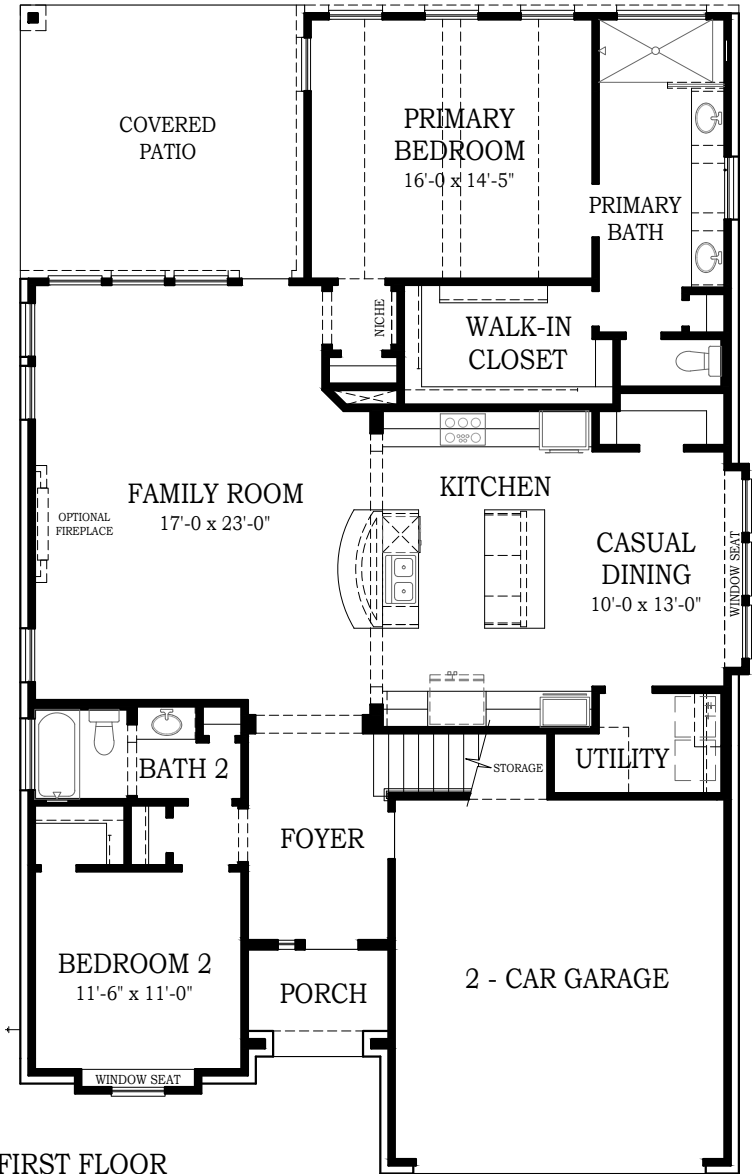 COVERED
PATIO
PRIMARY
BEDROOM
16'-0 x 14'-5"
PRIMARY
BATH
NICHE
WALK-IN
CLOSET
FAMILY ROOM
17'-0 x 23'-0"
OPTIONAL
FIREPLACE
KITCHEN
CASUAL
DINING
10'-0 x 13'-0"
WINDOW SEAT
BATH 2
STORAGE
UTILITY
FOYER
BEDROOM 2
11'-6" x 11'-0"
PORCH
2 - CAR GARAGE
WINDOW SEAT
FIRST FLOOR